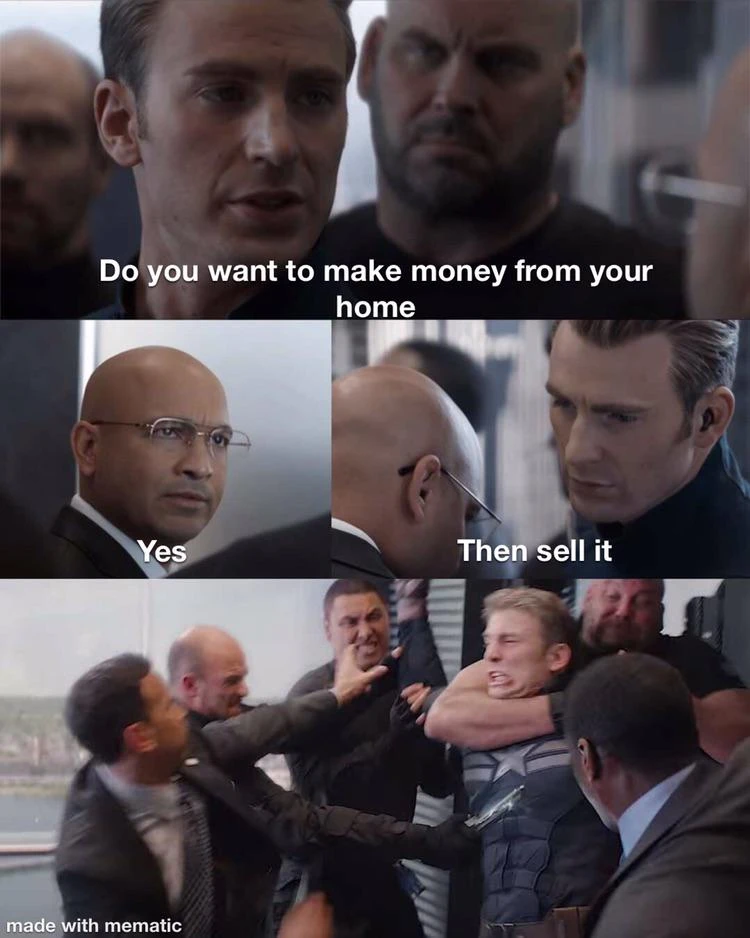 Do you want to make money from your
home
Yes
Then sell it
made with mematic